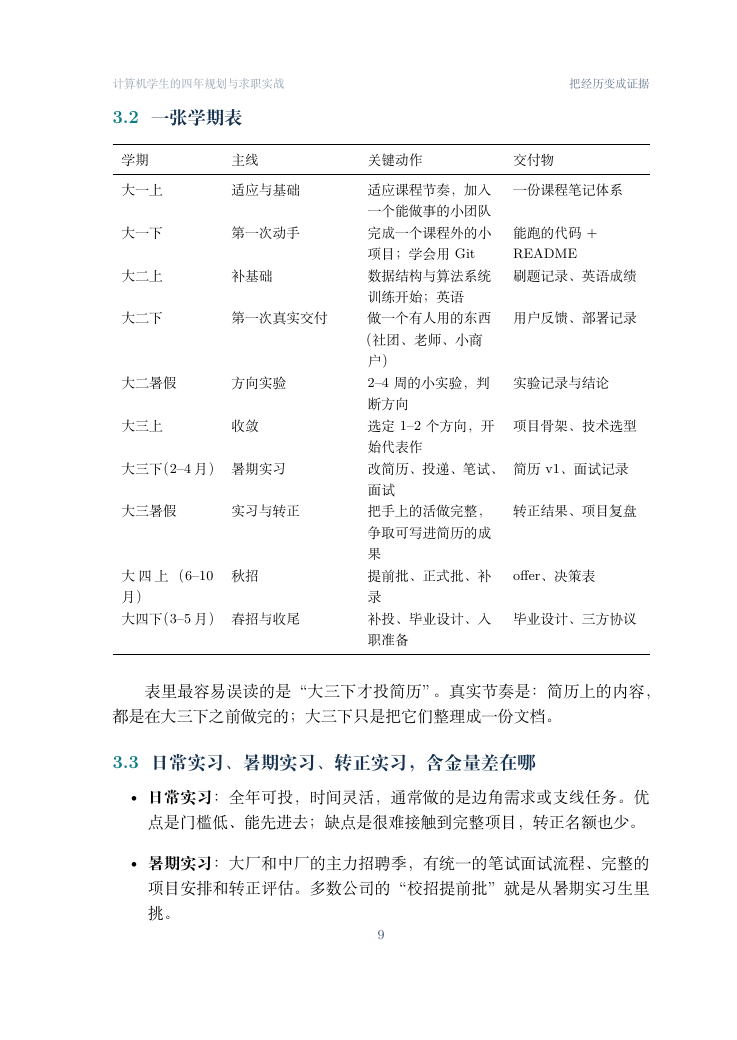 计算机学生的四年规划与求职实战 把经历变成证据
3.2 一张学期表
学期 主线 关键动作 交付物
大一上 适应与基础 适应课程节奏，加入 一份课程笔记体系
一个能做事的小团队
大一下 第一次动手 完成一个课程外的小 能跑的代码 +
项目；学会用 Git README
大二上 补基础 数据结构与算法系统 刷题记录、英语成绩
训练开始；英语
大二下 第一次真实交付 做一个有人用的东西 用户反馈、部署记录
（社团、老师、小商
户）
大二暑假 方向实验 2–4 周的小实验，判 实验记录与结论
断方向
大三上 收敛 选定 1–2 个方向，开 项目骨架、技术选型
始代表作
大三下（2–4 月） 暑期实习 改简历、投递、笔试、 简历 v1、面试记录
面试
大三暑假 实习与转正 把手上的活做完整， 转正结果、项目复盘
争取可写进简历的成
果
大四上（6–10 秋招 提前批、正式批、补 offer、决策表
月） 录
大四下（3–5 月） 春招与收尾 补投、毕业设计、入 毕业设计、三方协议
职准备
表里最容易误读的是“大三下才投简历”。真实节奏是：简历上的内容，
都是在大三下之前做完的；大三下只是把它们整理成一份文档。
3.3 日常实习、暑期实习、转正实习，含金量差在哪
• 日常实习：全年可投，时间灵活，通常做的是边角需求或支线任务。优
点是门槛低、能先进去；缺点是很难接触到完整项目，转正名额也少。
• 暑期实习：大厂和中厂的主力招聘季，有统一的笔试面试流程、完整的
项目安排和转正评估。多数公司的“校招提前批”就是从暑期实习生里
挑。
9